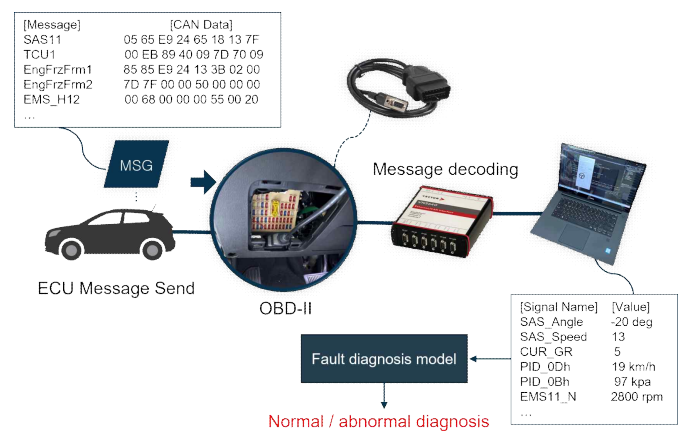 [Message] [CAN Data]
SAS11 05 65 E9 24 65 18 13 7F
TCU1 00 EB 89 40 09 7D 70 09
EngFrzFrm1 85 85 E9 24 13 3B 02 00
EngFrzFrm2 7D 7F 00 00 50 00 00 00
EMS_H12 00 68 00 00 00 55 00 20
...
MSG
Message decoding
ECU Message Send
OBD-II
[Signal Name] [Value]
SAS_Angle -20 deg
SAS_Speed 13
CUR_GR 5
PID_0Dh 19 km/h
PID_0Bh 97 kpa
EMS11_N 2800 rpm
...
Fault diagnosis model
Normal / abnormal diagnosis